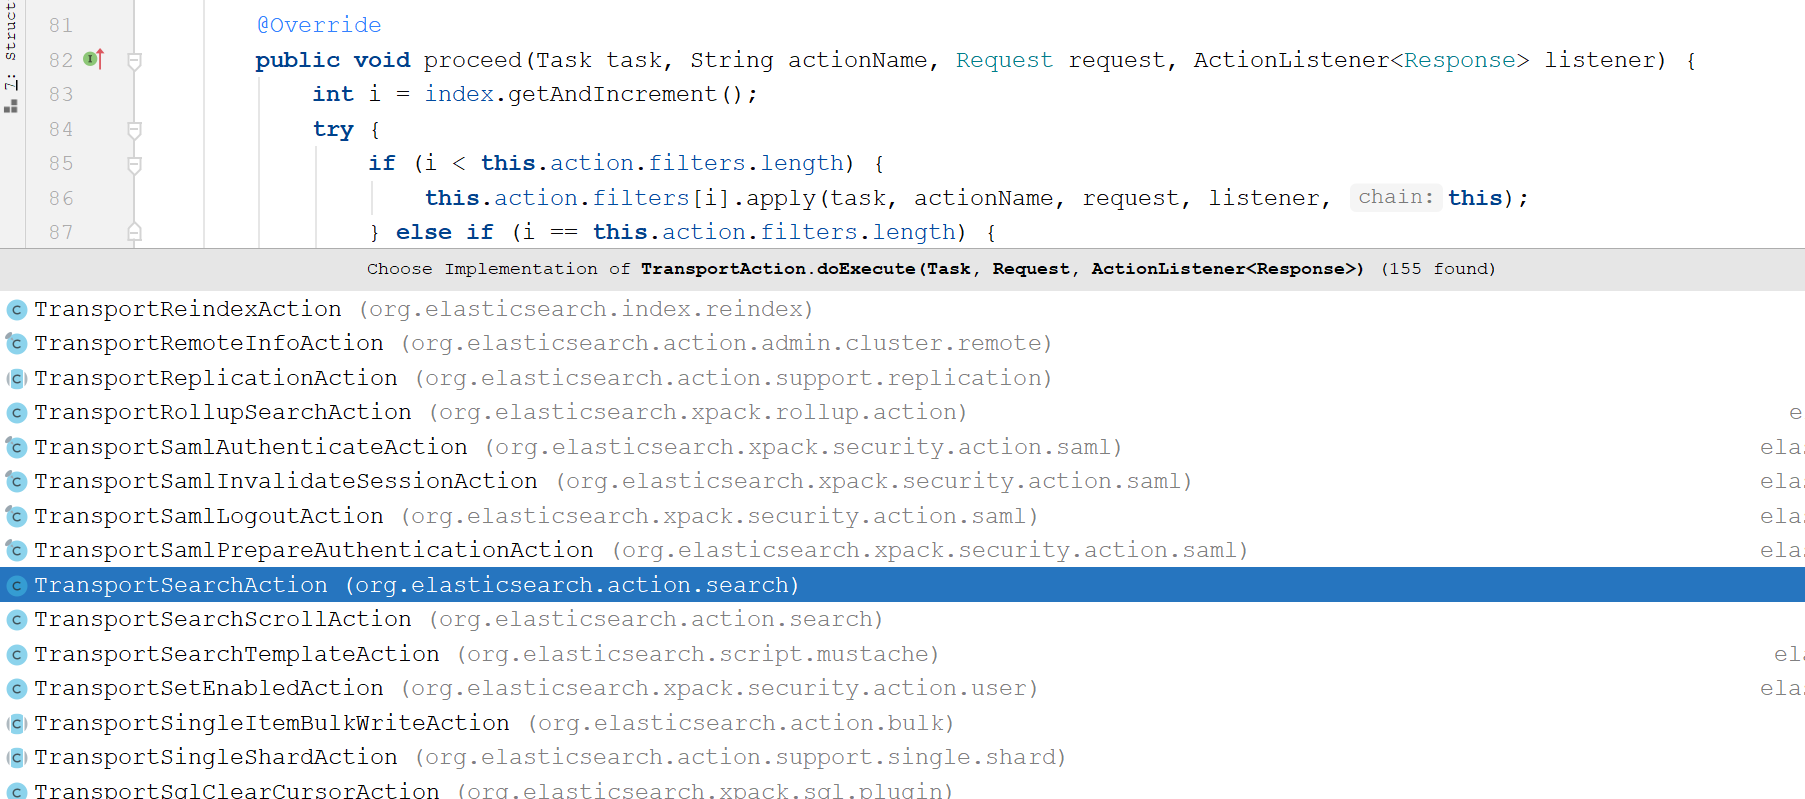 7: Struct
81 @Override
82 public void proceed(Task task, String actionName, Request request, ActionListener<Response> listener) {
83 int i = index.getAndIncrement();
84 try {
85 if (i < this.action.filters.length) {
86 this.action.filters[i].apply(task, actionName, request, listener, chain: this);
87 } else if (i == this.action.filters.length) {
Choose Implementation of TransportAction.doExecute(Task, Request, ActionListener<Response>) (155 found)
TransportReindexAction (org.elasticsearch.index.reindex)
TransportRemoteInfoAction (org.elasticsearch.action.admin.cluster.remote)
TransportReplicationAction (org.elasticsearch.action.support.replication)
TransportRollupSearchAction (org.elasticsearch.xpack.rollup.action) e
TransportSamlAuthenticateAction (org.elasticsearch.xpack.security.action.saml) ela
TransportSamlInvalidateSessionAction (org.elasticsearch.xpack.security.action.saml) ela
TransportSamlLogoutAction (org.elasticsearch.xpack.security.action.saml) ela
TransportSamlPrepareAuthenticationAction (org.elasticsearch.xpack.security.action.saml) ela
TransportSearchAction (org.elasticsearch.action.search)
TransportSearchScrollAction (org.elasticsearch.action.search)
TransportSearchTemplateAction (org.elasticsearch.script.mustache) ela
TransportSetEnabledAction (org.elasticsearch.xpack.security.action.user) ela
TransportSingleItemBulkWriteAction (org.elasticsearch.action.bulk)
TransportSingleShardAction (org.elasticsearch.action.support.single.shard)
TransportSqlClearCursorAction (org.elasticsearch.xpack.sql.plugin)